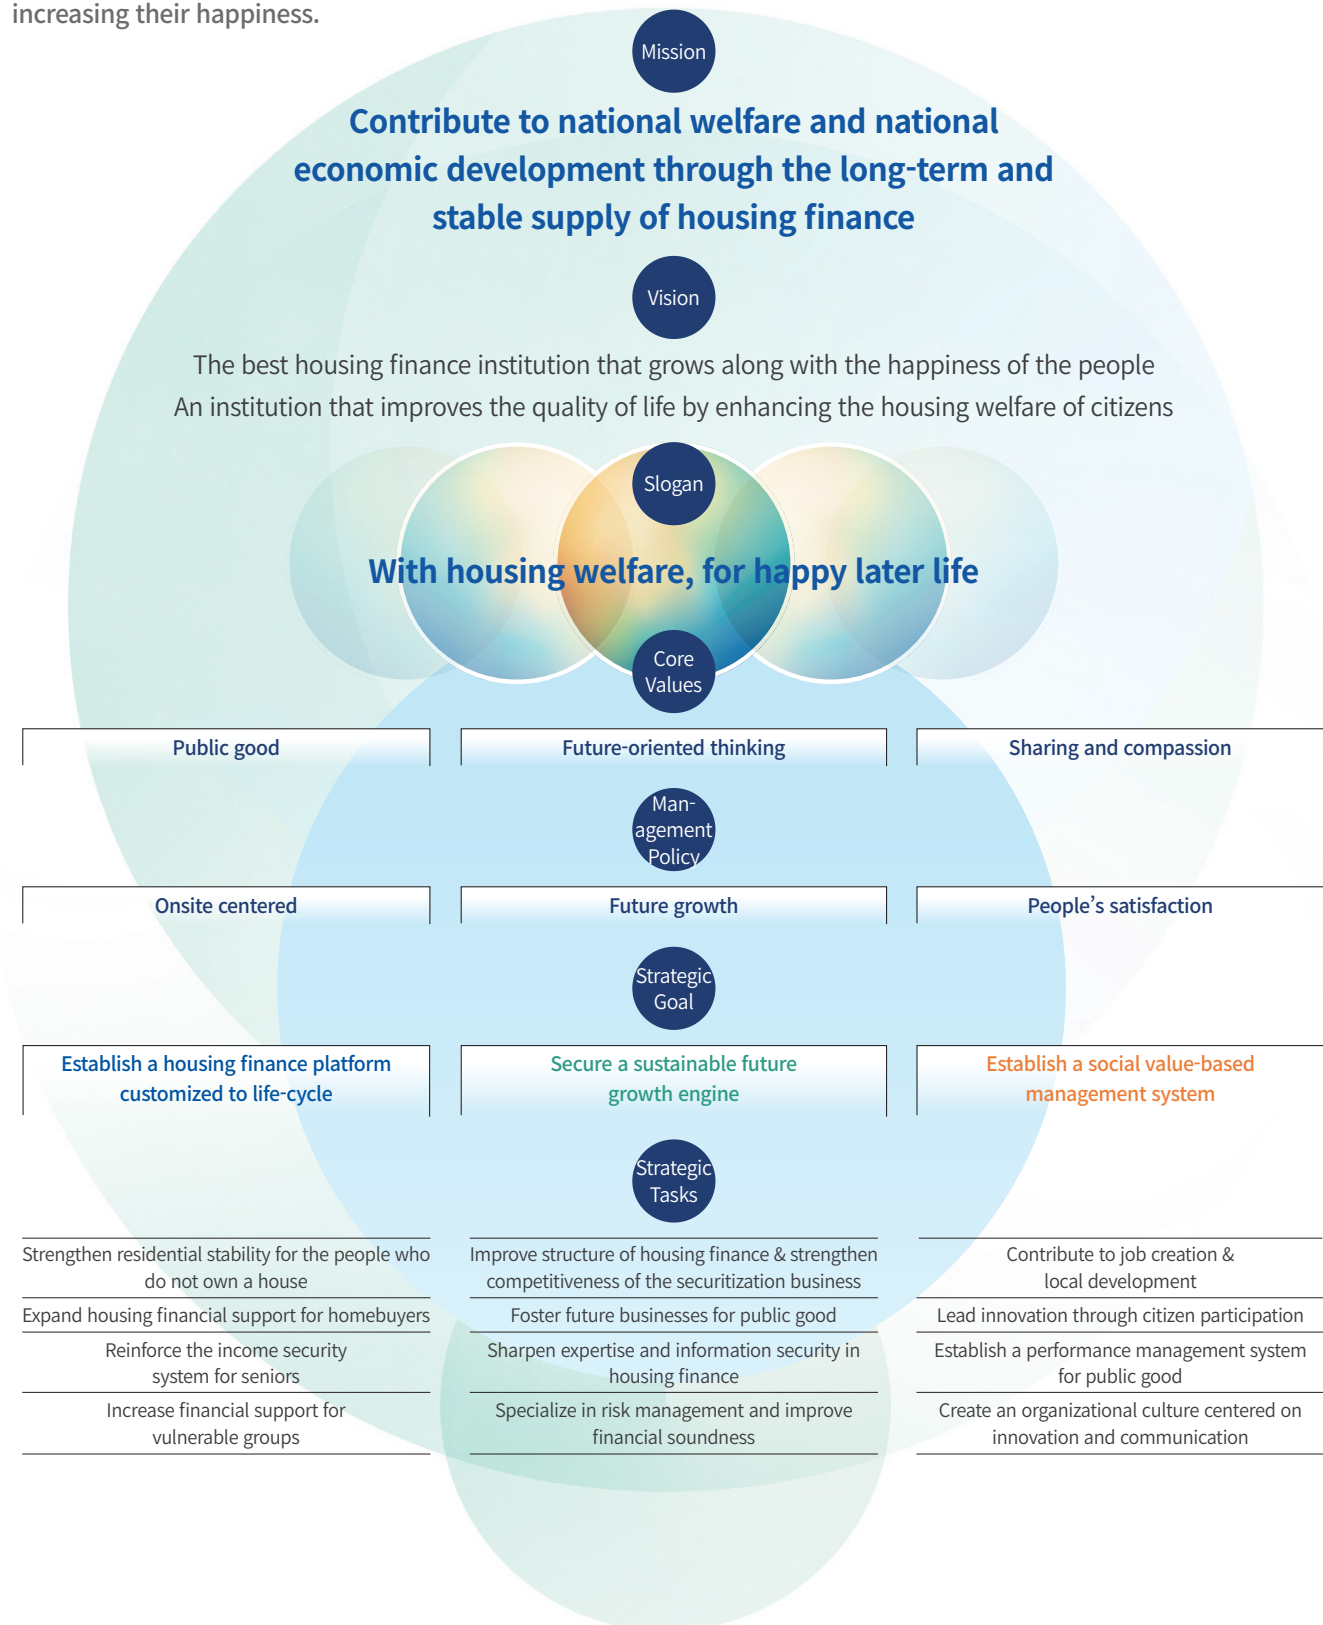 increasing their happiness.
Mission
Contribute to national welfare and national
economic development through the long-term and
stable supply of housing finance
Vision
The best housing finance institution that grows along with the happiness of the people
An institution that improves the quality of life by enhancing the housing welfare of citizens
Slogan
With housing welfare, for happy later life
Core
Values
Public good
Future-oriented thinking
Sharing and compassion
Man-
agement
Policy
Onsite centered
Future growth
People's satisfaction
Strategic
Goal
Establish a housing finance platform
customized to life-cycle
Secure a sustainable future
growth engine
Establish a social value-based
management system
Strategic
Tasks
Strengthen residential stability for the people who
do not own a house
Expand housing financial support for homebuyers
Reinforce the income security
system for seniors
Increase financial support for
vulnerable groups
Improve structure of housing finance & strengthen
competitiveness of the securitization business
Foster future businesses for public good
Sharpen expertise and information security in
housing finance
Specialize in risk management and improve
financial soundness
Contribute to job creation &
local development
Lead innovation through citizen participation
Establish a performance management system
for public good
Create an organizational culture centered on
innovation and communication